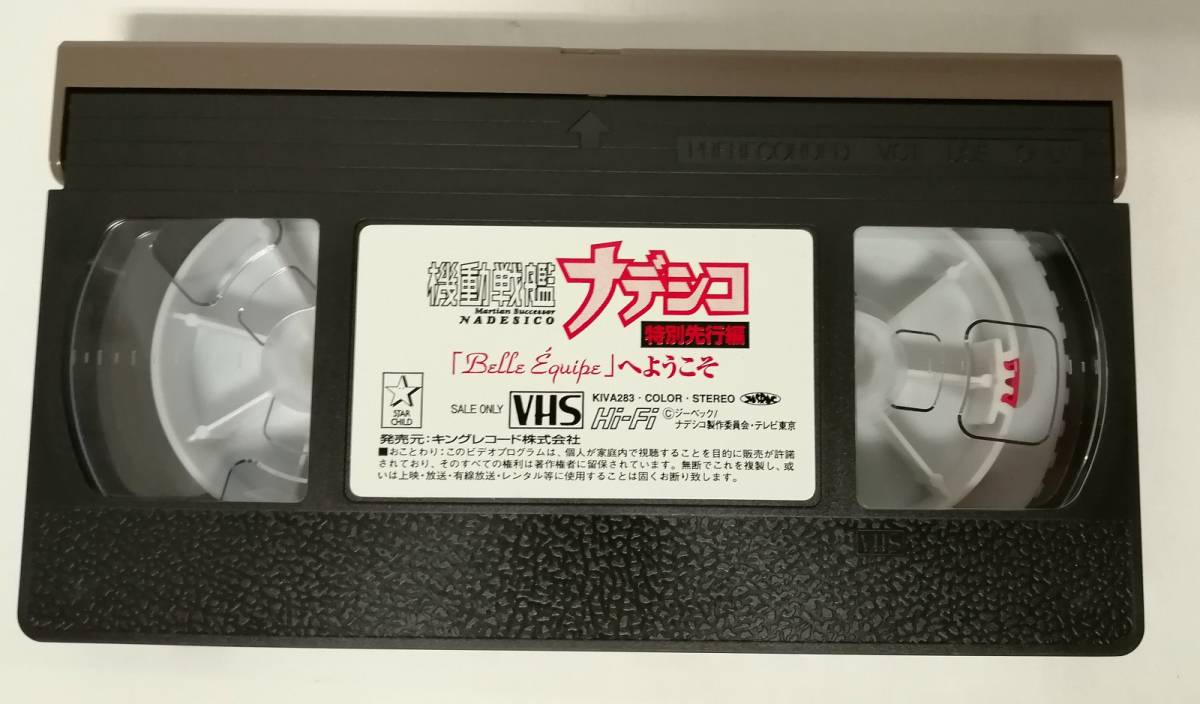 PRERECORDED VCT USE ONLY
機動戦艦
ナデシコ
Martian Successor
NADESICO
特別先行編
「Belle Équipe」へようこそ
STAR
CHILD
SALE ONLY
VHS
KIVA283・COLOR・STEREO
Hi-Fi
©ジーベック/
ナデシコ製作委員会・テレビ東京
発売元：キングレコード株式会社
■おことわり：このビデオプログラムは、個人が家庭内で視聴することを目的に販売が許諾
されており、そのすべての権利は著作権者に留保されています。無断でこれを複製し、或
いは上映・放送・有線放送・レンタル等に使用することは固くお断り致します。
VHS